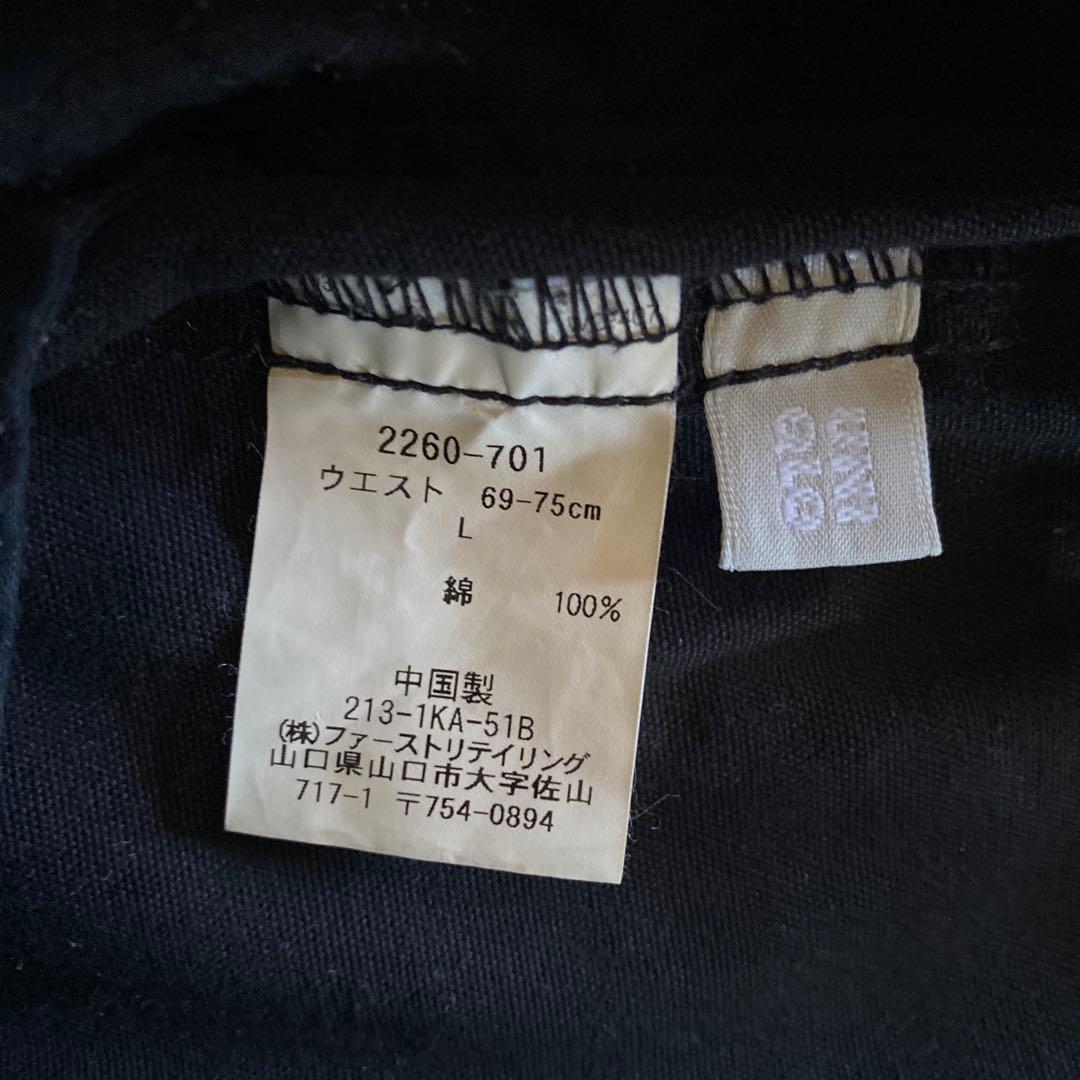 2260-701
ウエスト 69-75cm
L
綿 100%
中国製
213-1KA-51B
(株)ファーストリテイリング
山口県山口市大字佐山
717-1 〒754-0894